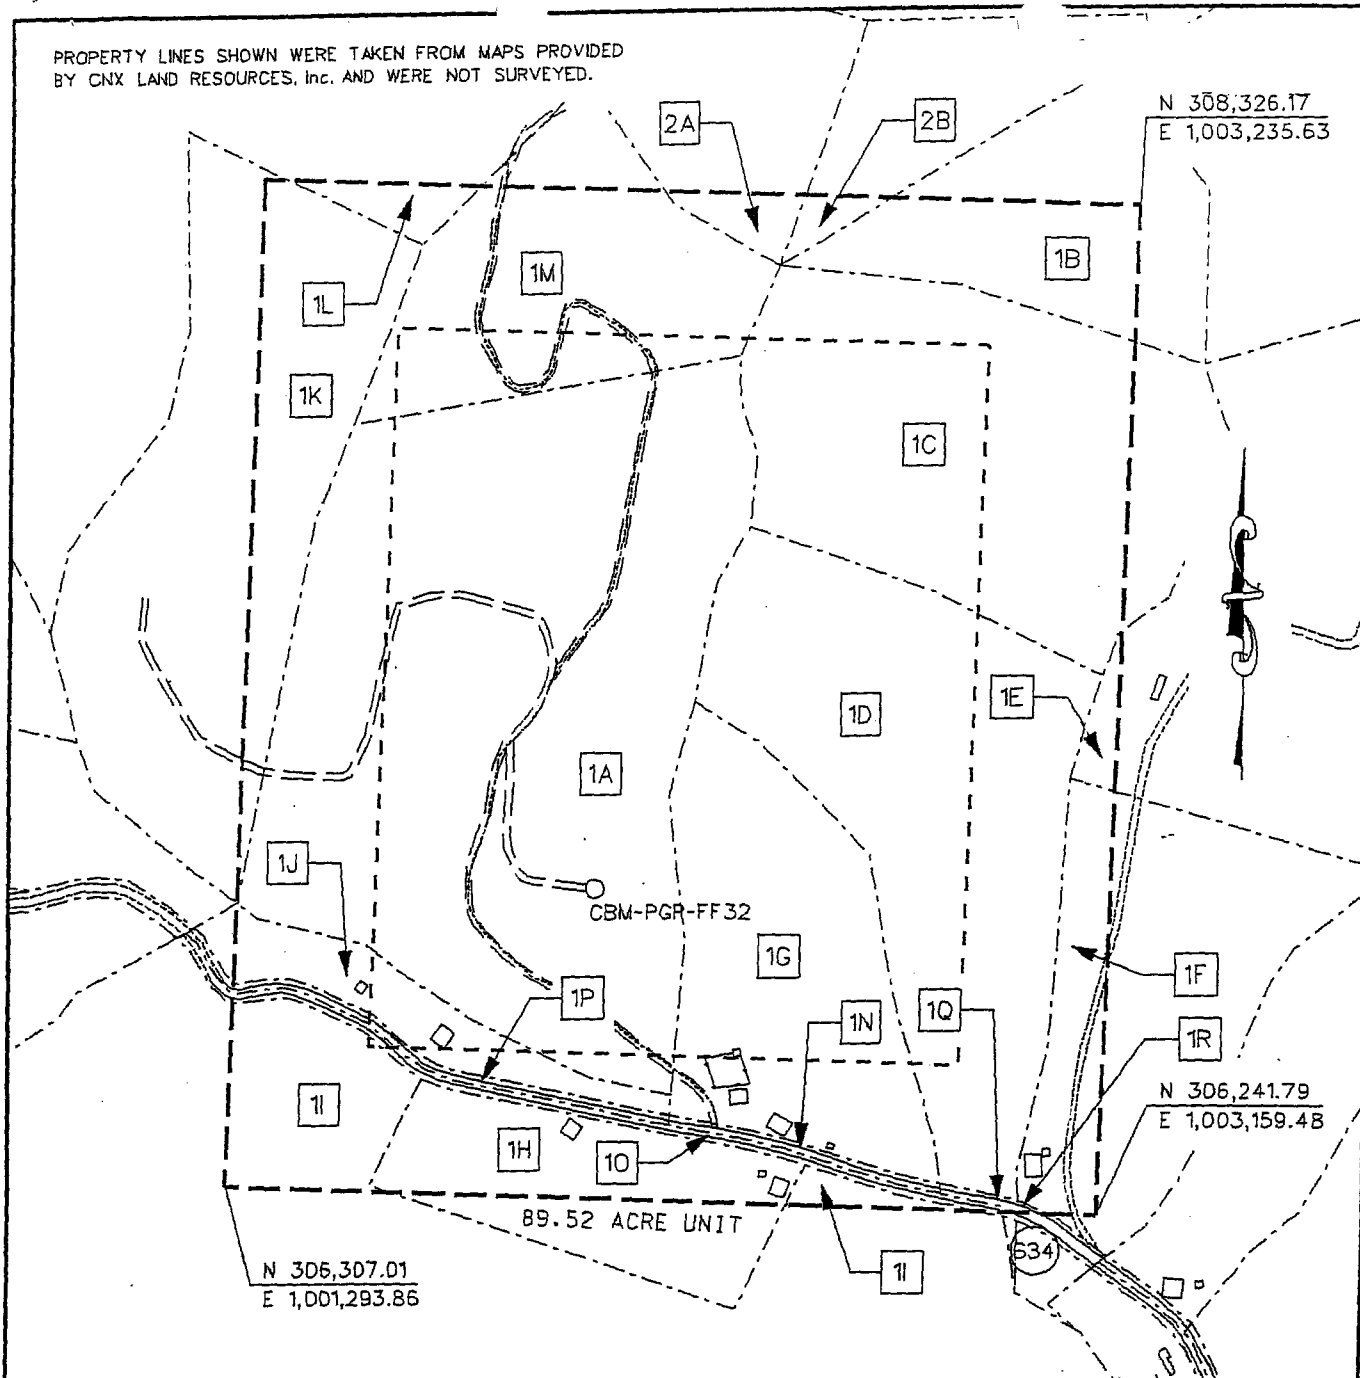 PROPERTY LINES SHOWN WERE TAKEN FROM MAPS PROVIDED
BY CNX LAND RESOURCES, Inc. AND WERE NOT SURVEYED.
N 308,326.17
E 1,003,235.63
2A
2B
1B
1M
1L
1K
1C
1E
1D
1A
1J
CBM-PGP-FF32
1G
1F
1P
1N
1Q
1R
N 306,241.79
E 1,003,159.48
1I
1H
1O
89.52 ACRE UNIT
634
1I
N 306,307.01
E 1,001,293.86